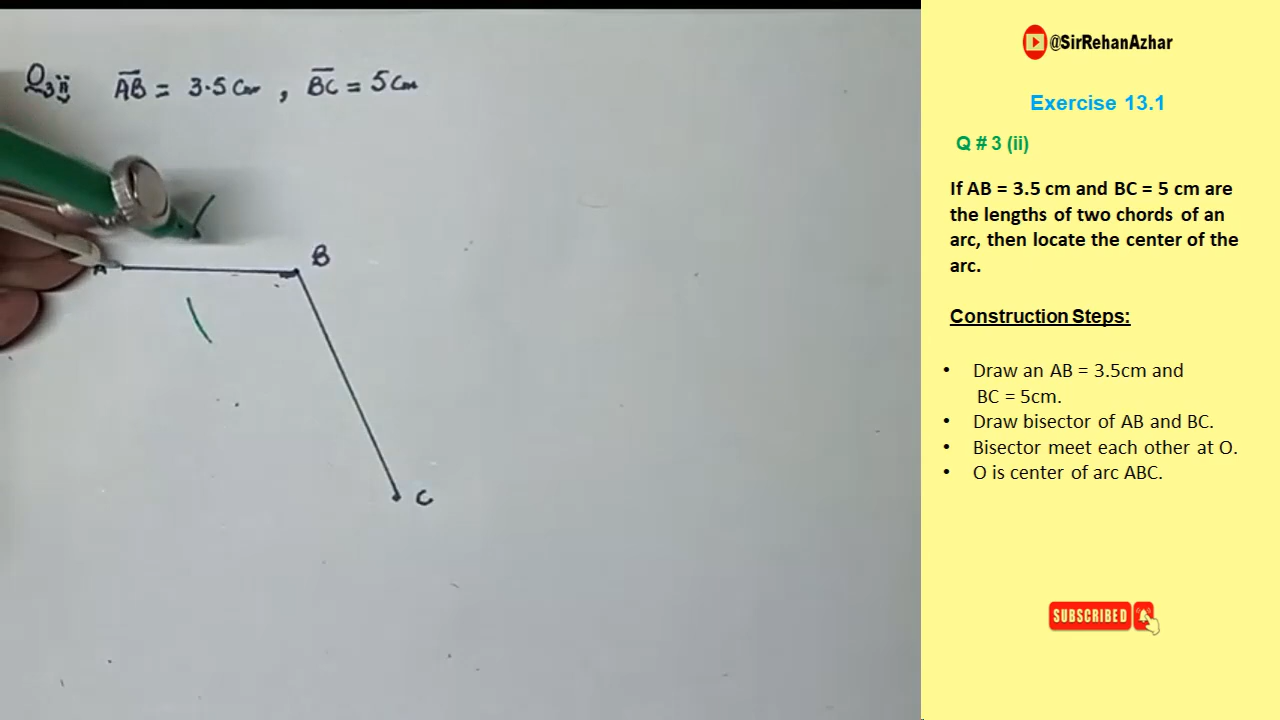 Q3ii AB = 3.5 Cm , BC = 5 Cm
A
B
C
@SirRehanAzhar
Exercise 13.1
Q # 3 (ii)
If AB = 3.5 cm and BC = 5 cm are
the lengths of two chords of an
arc, then locate the center of the
arc.
Construction Steps:
• Draw an AB = 3.5cm and
BC = 5cm.
• Draw bisector of AB and BC.
• Bisector meet each other at O.
• O is center of arc ABC.
SUBSCRIBED